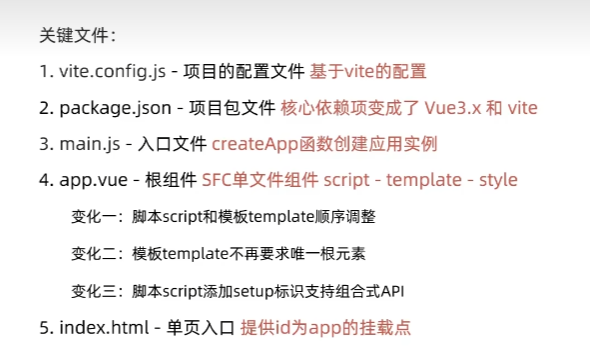 关键文件：
1. vite.config.js - 项目的配置文件 基于vite的配置
2. package.json - 项目包文件 核心依赖项变成了 Vue3.x 和 vite
3. main.js - 入口文件 createApp函数创建应用实例
4. app.vue - 根组件 SFC单文件组件 script - template - style
变化一：脚本script和模板template顺序调整
变化二：模板template不再要求唯一根元素
变化三：脚本script添加setup标识支持组合式API
5. index.html - 单页入口 提供id为app的挂载点